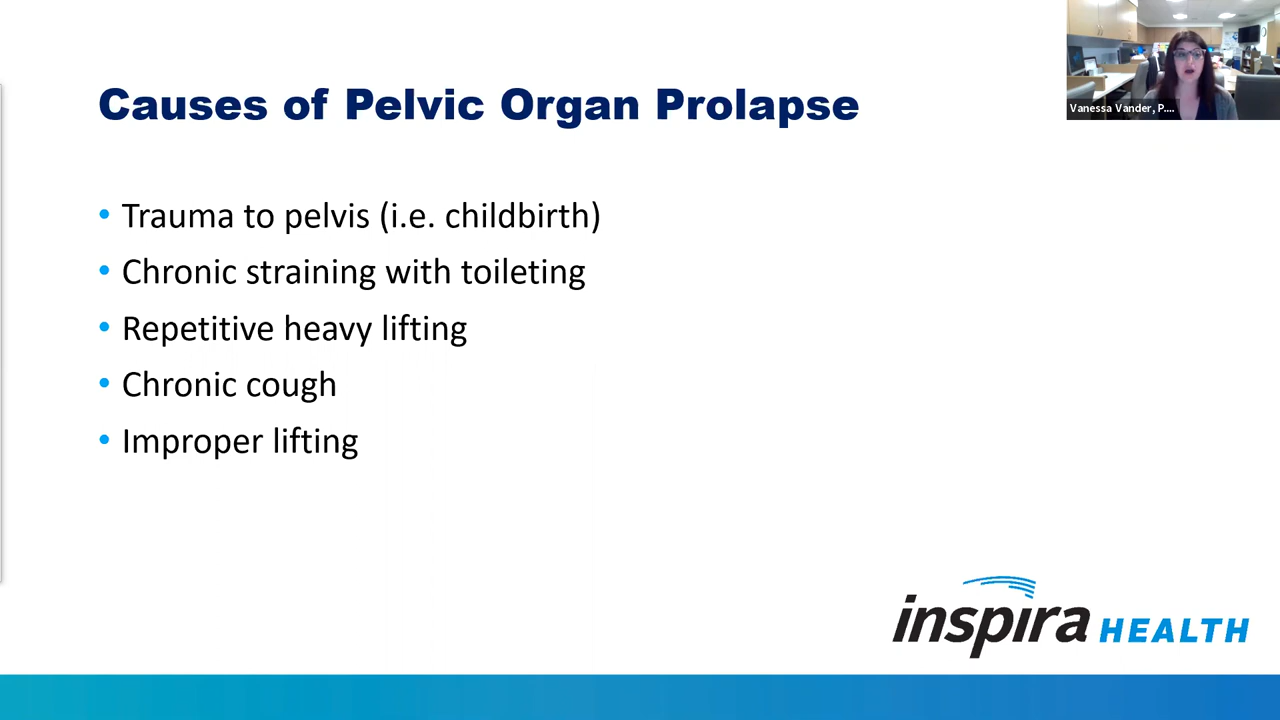 Causes of Pelvic Organ Prolapse
Vanessa Vander, P....
• Trauma to pelvis (i.e. childbirth)
• Chronic straining with toileting
• Repetitive heavy lifting
• Chronic cough
• Improper lifting
inspira HEALTH